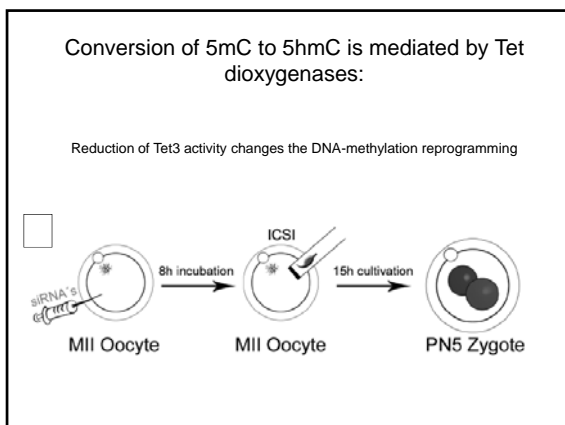 Conversion of 5mC to 5hmC is mediated by Tet
dioxygenases:
Reduction of Tet3 activity changes the DNA-methylation reprogramming
ICSI
8h incubation
15h cultivation
siRNA´s
MII Oocyte
MII Oocyte
PN5 Zygote